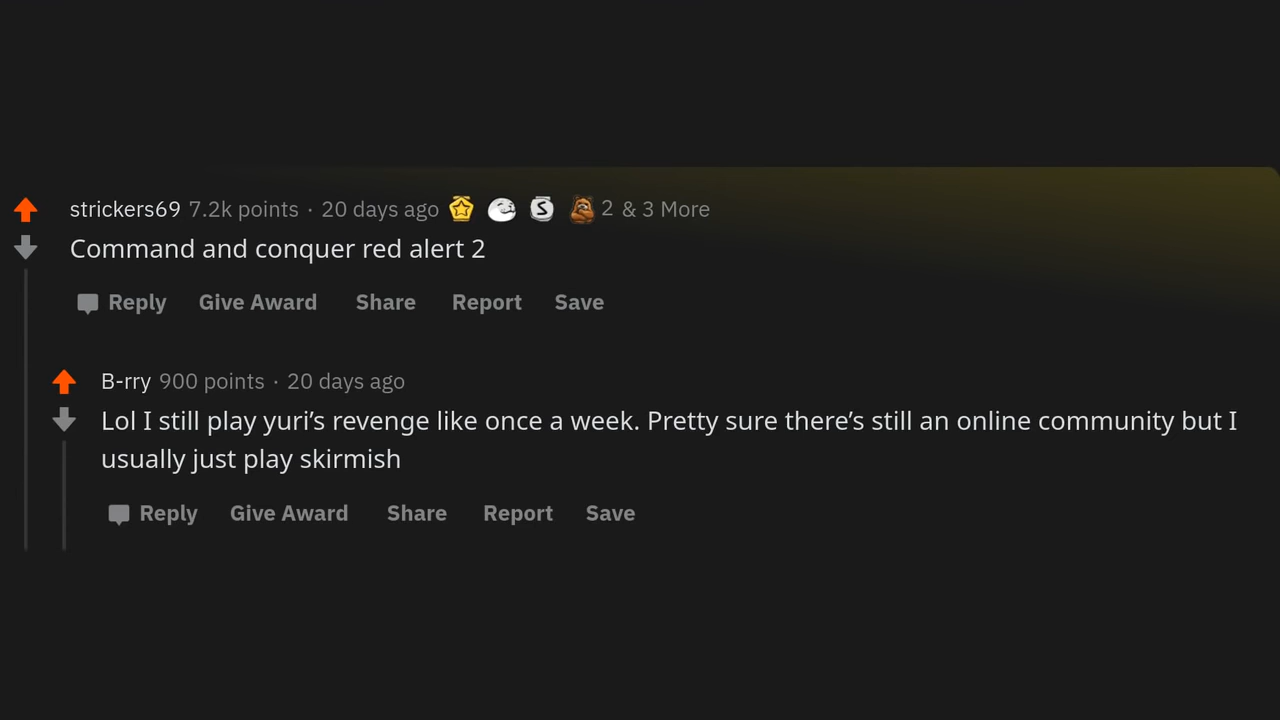 strickers69 7.2k points · 20 days ago 2 & 3 More
Command and conquer red alert 2
Reply Give Award Share Report Save
B-rry 900 points · 20 days ago
Lol I still play yuri’s revenge like once a week. Pretty sure there’s still an online community but I
usually just play skirmish
Reply Give Award Share Report Save